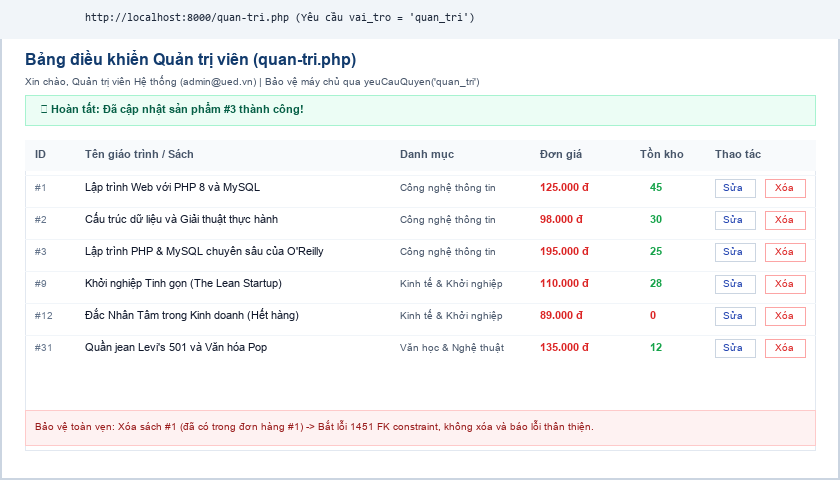 http://localhost:8000/quan-tri.php (Yêu cầu vai_tro = 'quan_tri')
Bảng điều khiển Quản trị viên (quan-tri.php)
Xin chào, Quản trị viên Hệ thống (admin@ued.vn) | Bảo vệ máy chủ qua yeuCauQuyen('quan_tri')
Hoàn tất: Đã cập nhật sản phẩm #3 thành công!
ID Tên giáo trình / Sách Danh mục Đơn giá Tồn kho Thao tác
#1 Lập trình Web với PHP 8 và MySQL Công nghệ thông tin 125.000 đ 45 Sửa Xóa
#2 Cấu trúc dữ liệu và Giải thuật thực hành Công nghệ thông tin 98.000 đ 30 Sửa Xóa
#3 Lập trình PHP & MySQL chuyên sâu của O'Reilly Công nghệ thông tin 195.000 đ 25 Sửa Xóa
#9 Khởi nghiệp Tinh gọn (The Lean Startup) Kinh tế & Khởi nghiệp 110.000 đ 28 Sửa Xóa
#12 Đắc Nhân Tâm trong Kinh doanh (Hết hàng) Kinh tế & Khởi nghiệp 89.000 đ 0 Sửa Xóa
#31 Quần jean Levi's 501 và Văn hóa Pop Văn học & Nghệ thuật 135.000 đ 12 Sửa Xóa
Bảo vệ toàn vẹn: Xóa sách #1 (đã có trong đơn hàng #1) -> Bắt lỗi 1451 FK constraint, không xóa và báo lỗi thân thiện.